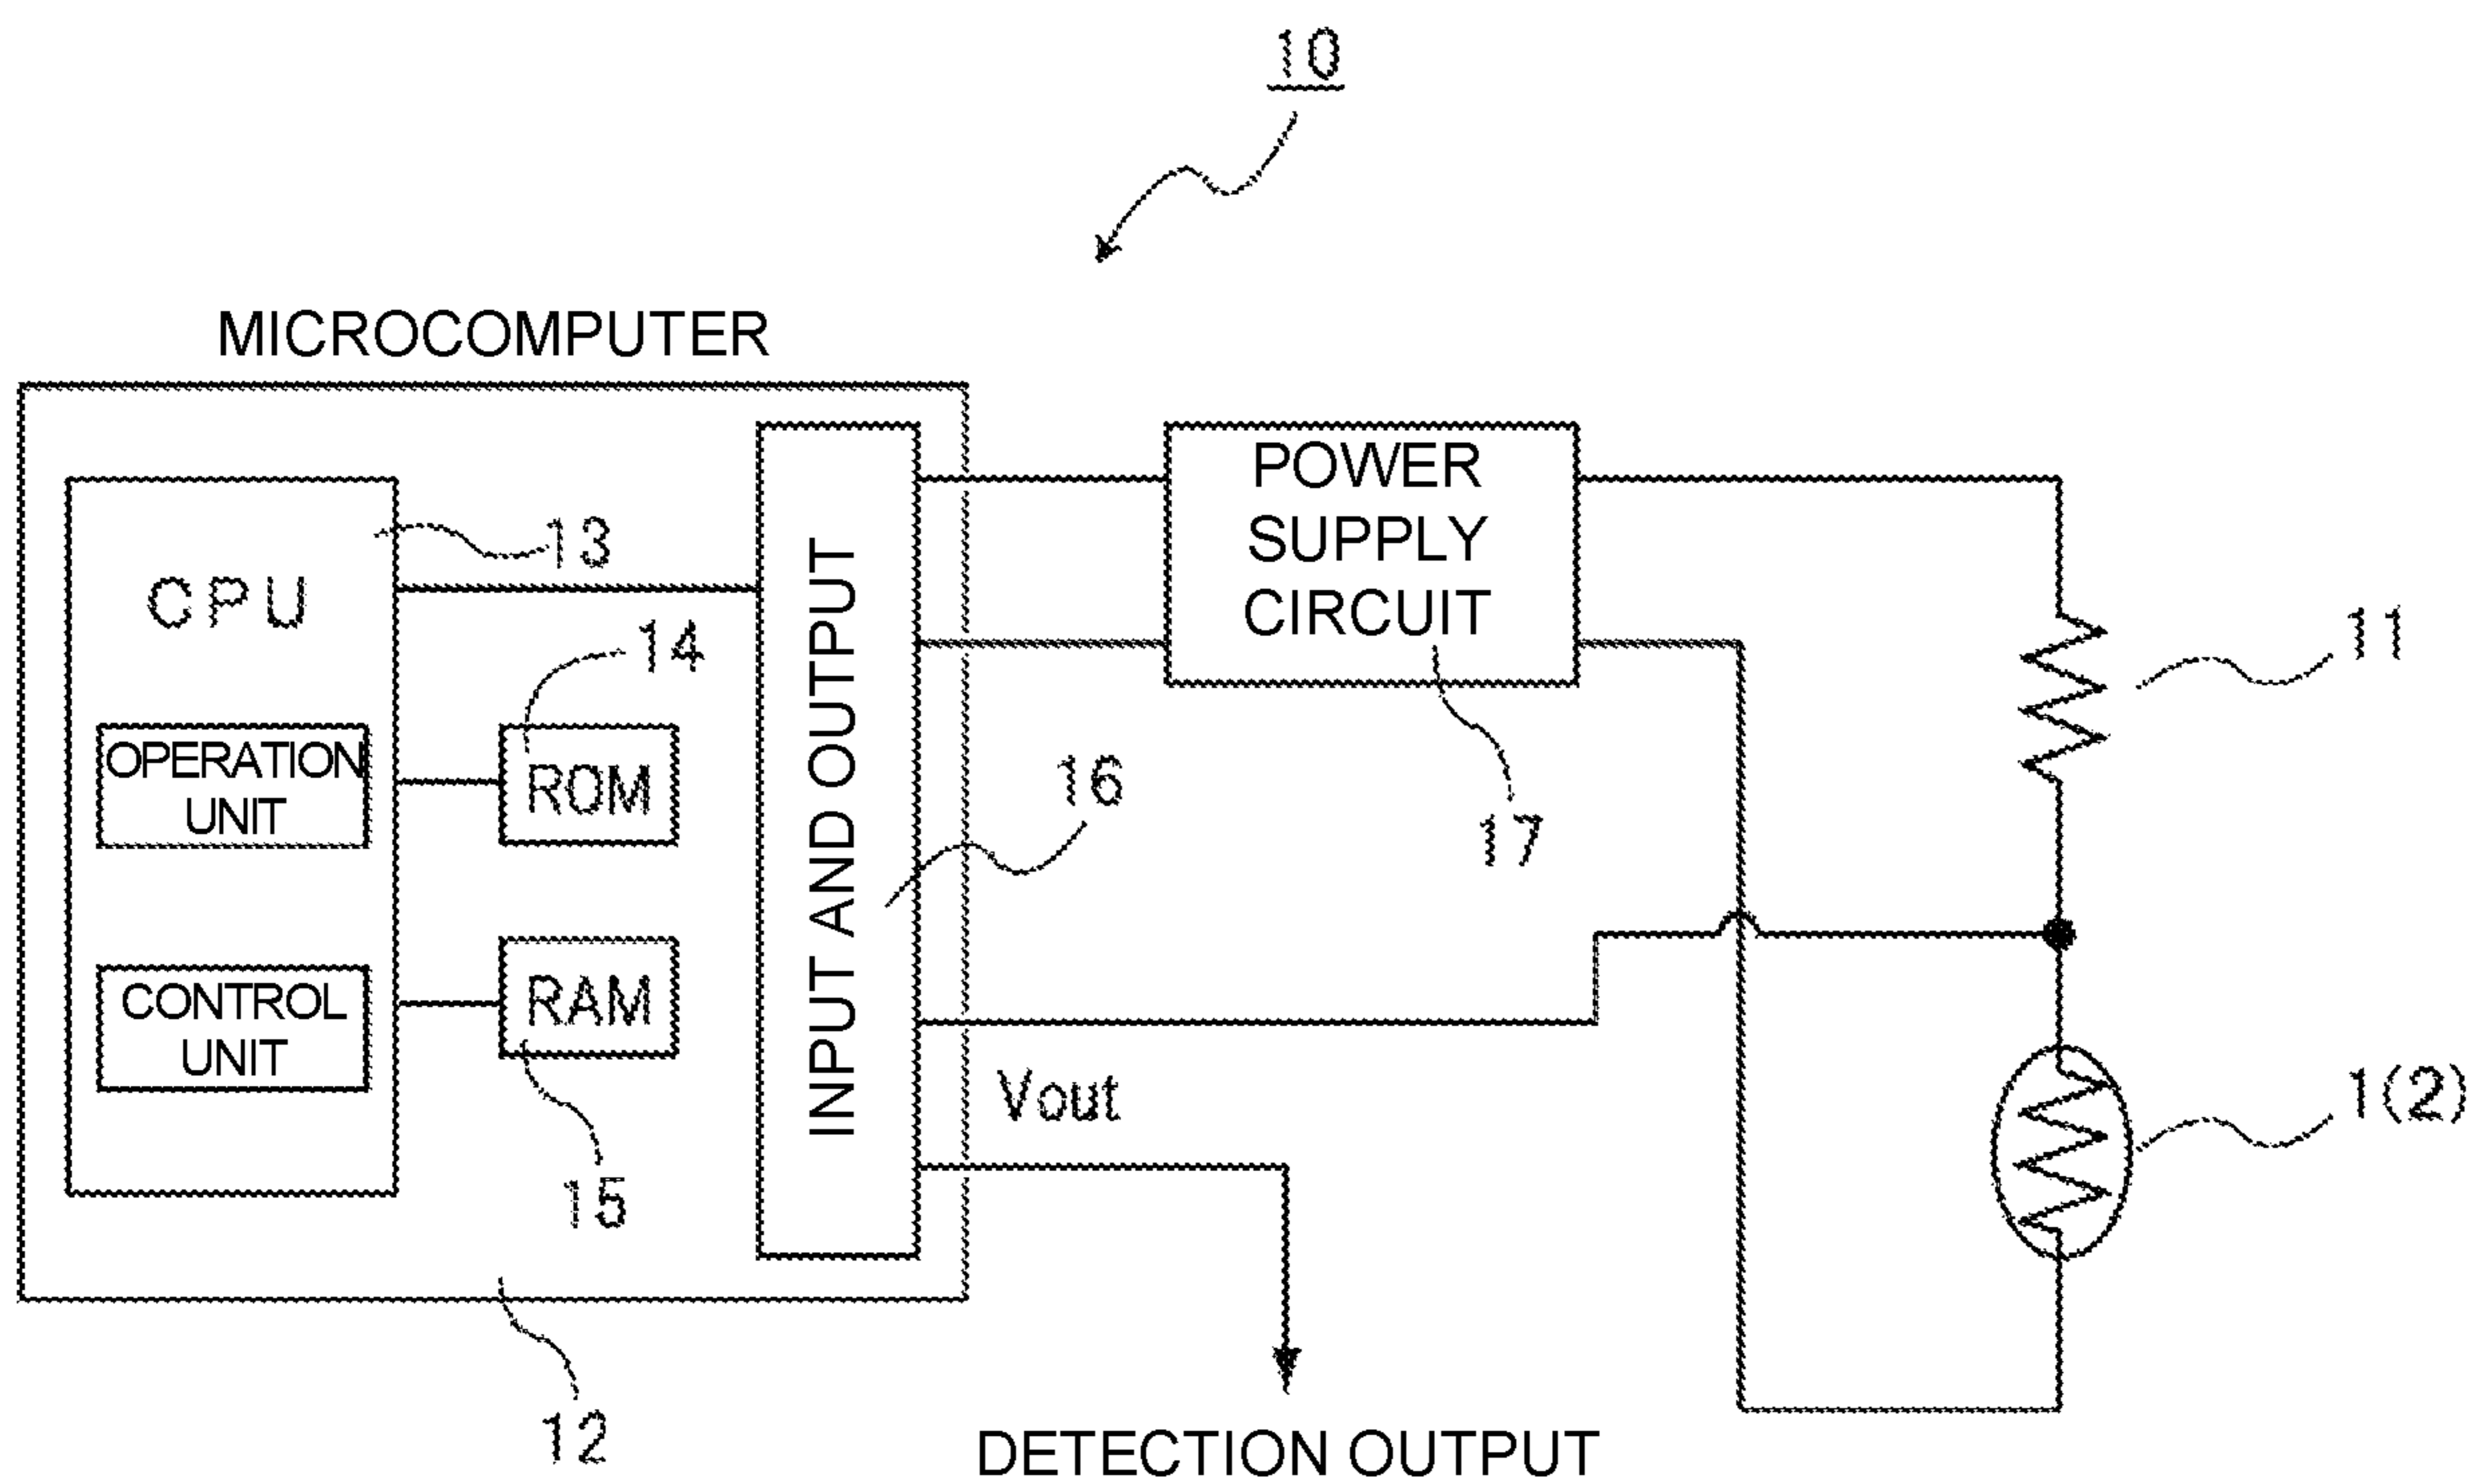 10
MICROCOMPUTER
POWER
SUPPLY
CIRCUIT
13
CPU
14
11
OPERATION
UNIT
ROM
INPUT AND OUTPUT
16
17
CONTROL
UNIT
RAM
Vout
1(2)
15
12
DETECTION OUTPUT